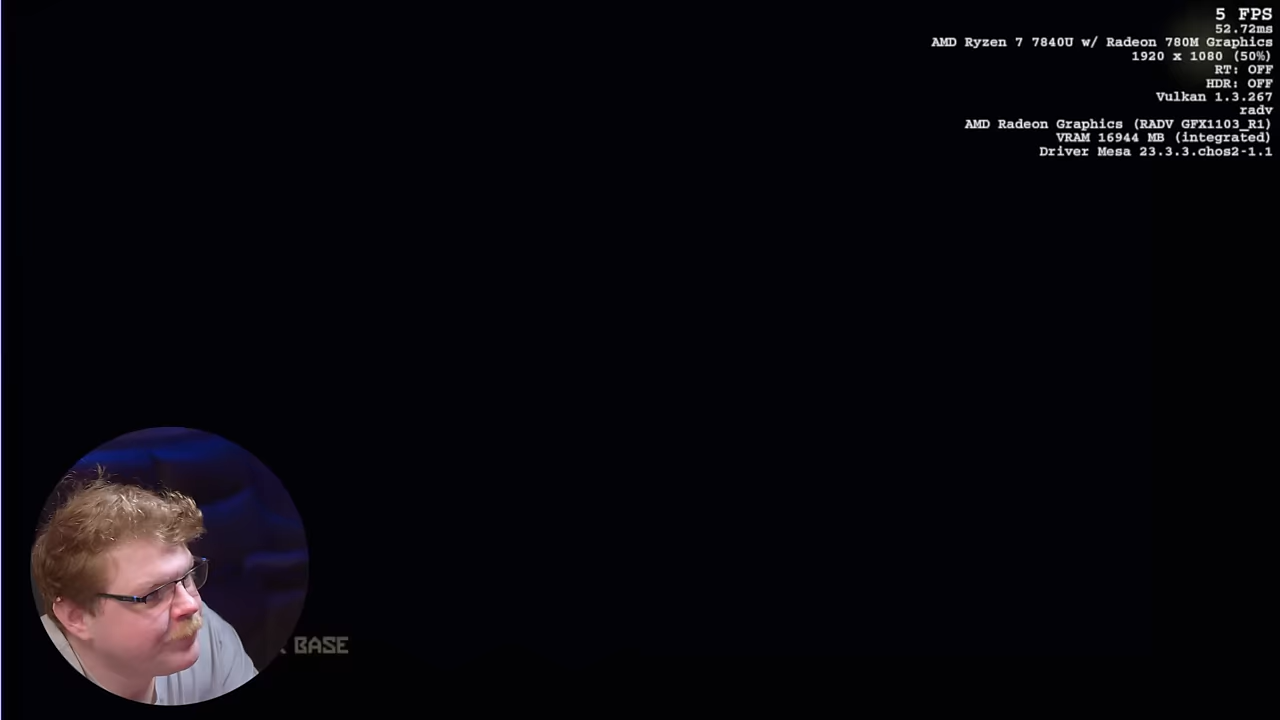 5 FPS
52.72ms
AMD Ryzen 7 7840U w/ Radeon 780M Graphics
1920 x 1080 (50%)
RT: OFF
HDR: OFF
Vulkan 1.3.267
radv
AMD Radeon Graphics (RADV GFX1103_R1)
VRAM 16944 MB (integrated)
Driver Mesa 23.3.3.chos2-1.1
BASE